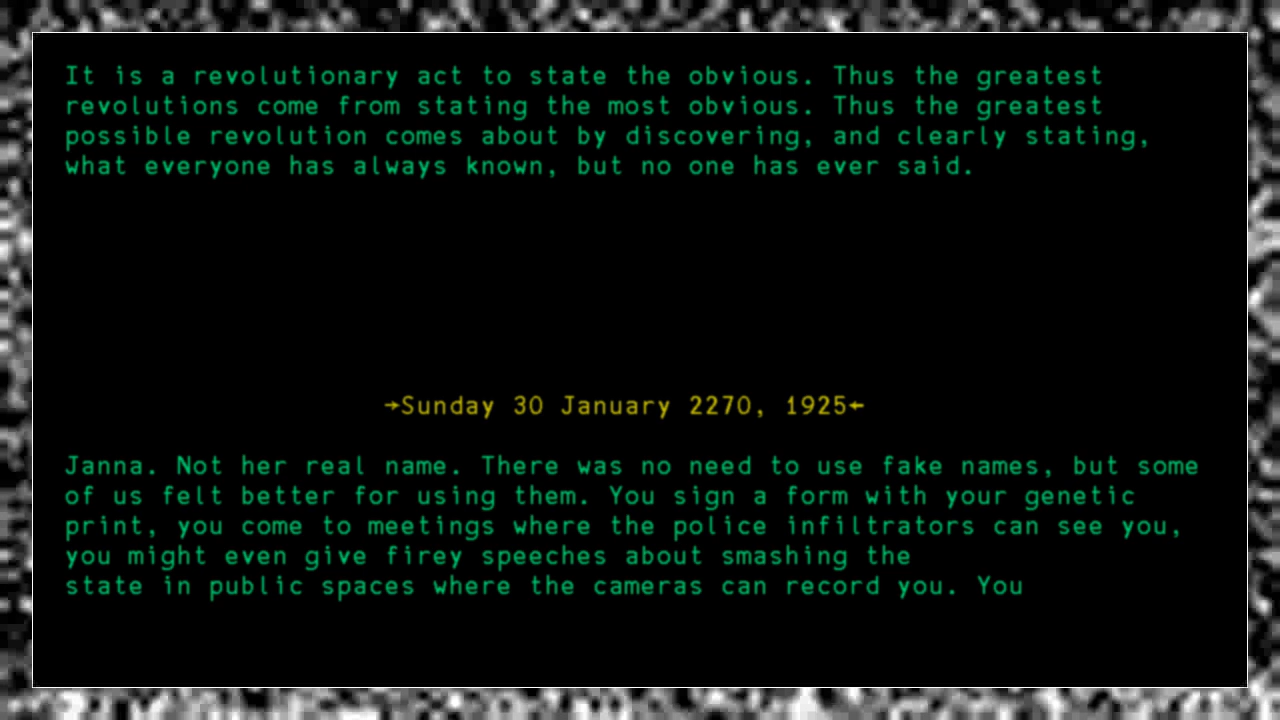 It is a revolutionary act to state the obvious. Thus the greatest
revolutions come from stating the most obvious. Thus the greatest
possible revolution comes about by discovering, and clearly stating,
what everyone has always known, but no one has ever said.
→Sunday 30 January 2270, 1925←
Janna. Not her real name. There was no need to use fake names, but some
of us felt better for using them. You sign a form with your genetic
print, you come to meetings where the police infiltrators can see you,
you might even give firey speeches about smashing the
state in public spaces where the cameras can record you. You